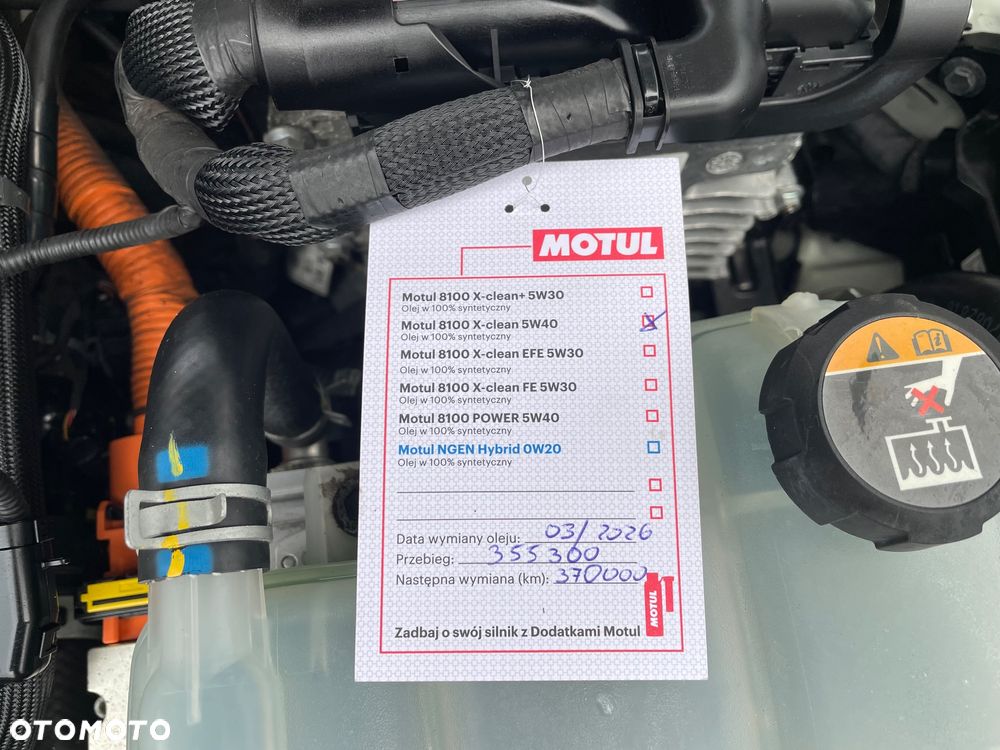 MOTUL
Motul 8100 X-clean+ 5W30
Olej w 100% syntetyczny
Motul 8100 X-clean 5W40
Olej w 100% syntetyczny
Motul 8100 X-clean EFE 5W30
Olej w 100% syntetyczny
Motul 8100 X-clean FE 5W30
Olej w 100% syntetyczny
Motul 8100 POWER 5W40
Olej w 100% syntetyczny
Motul NGEN Hybrid 0W20
Olej w 100% syntetyczny
Data wymiany oleju: 03/2026
Przebieg: 355300
Następna wymiana (km): 370000
MOTUL
Zadbaj o swój silnik z Dodatkami Motul
OTOMOTO